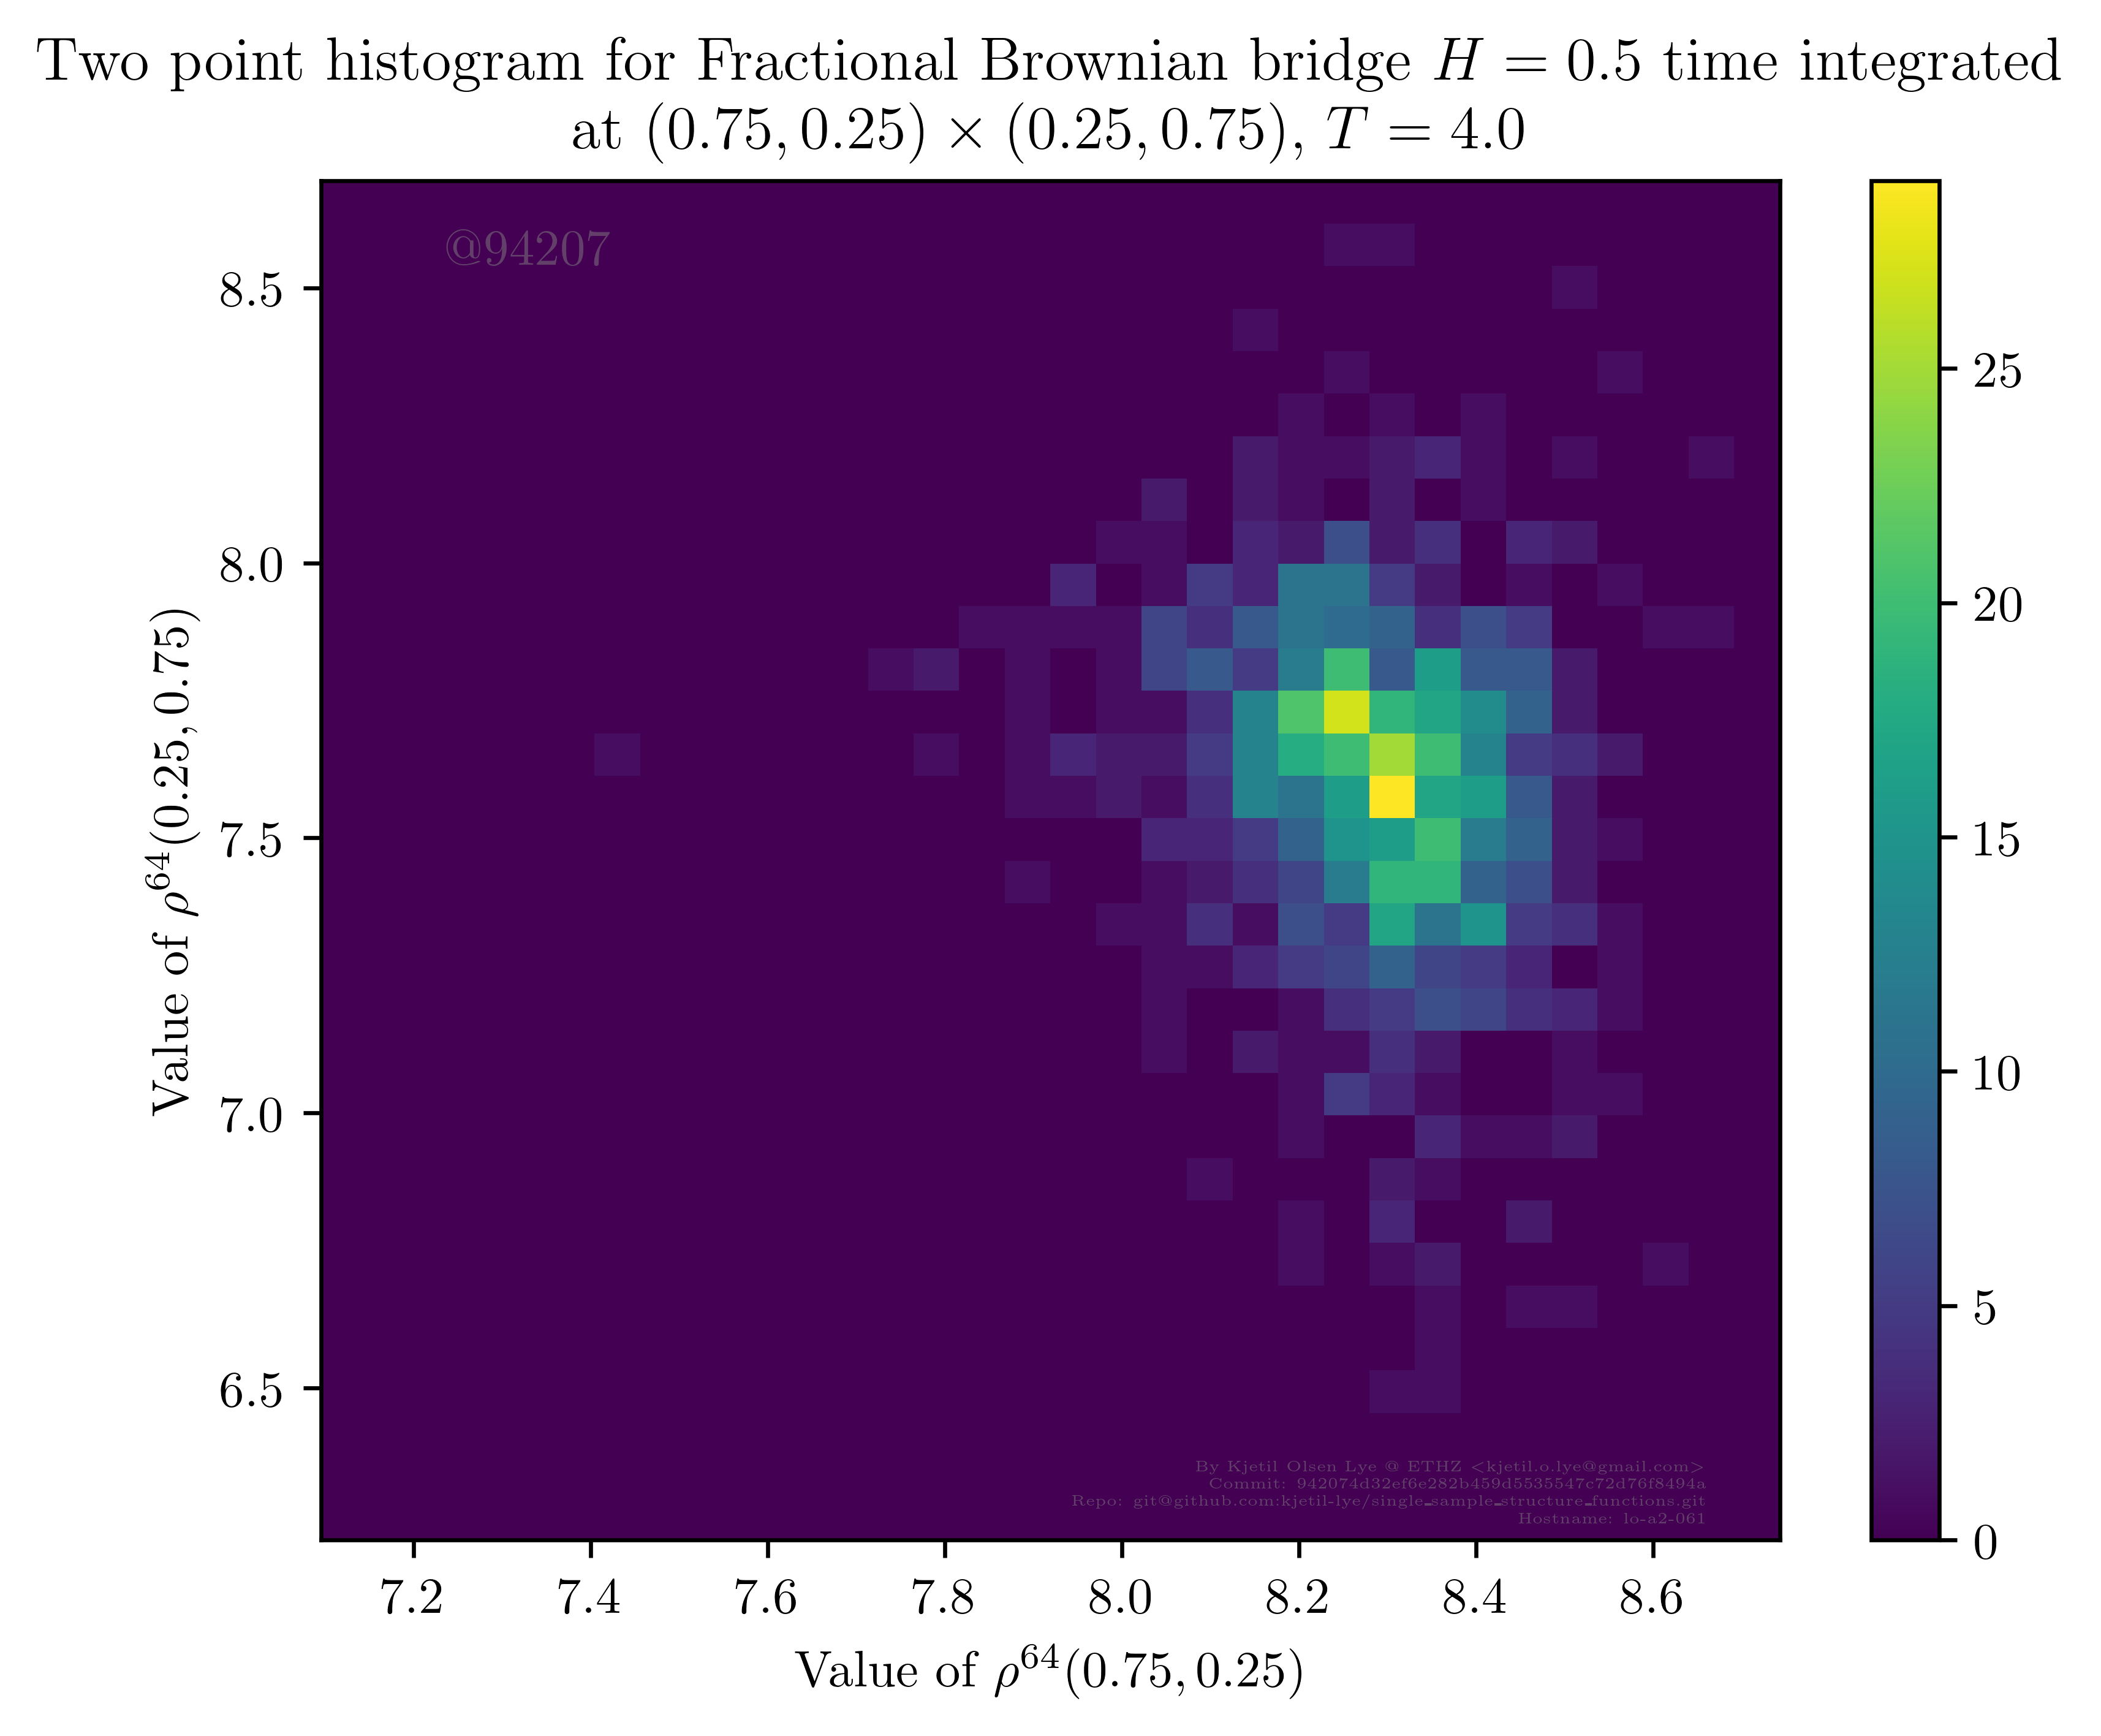 Two point histogram for Fractional Brownian bridge H = 0.5 time integrated
at (0.75, 0.25) × (0.25, 0.75), T = 4.0
@94207
8.5
8.0
7.5
7.0
6.5
Value of ρ^64(0.25, 0.75)
25
20
15
10
5
0
By Kjetil Olsen Lye @ ETHZ <kjetil.o.lye@gmail.com>
Commit: 942074d32ef6e282b459d5535547c72d76f8494a
Repo: git@github.com:kjetil-lye/single_sample_structure_functions.git
Hostname: lo-a2-061
7.2 7.4 7.6 7.8 8.0 8.2 8.4 8.6
Value of ρ^64(0.75, 0.25)